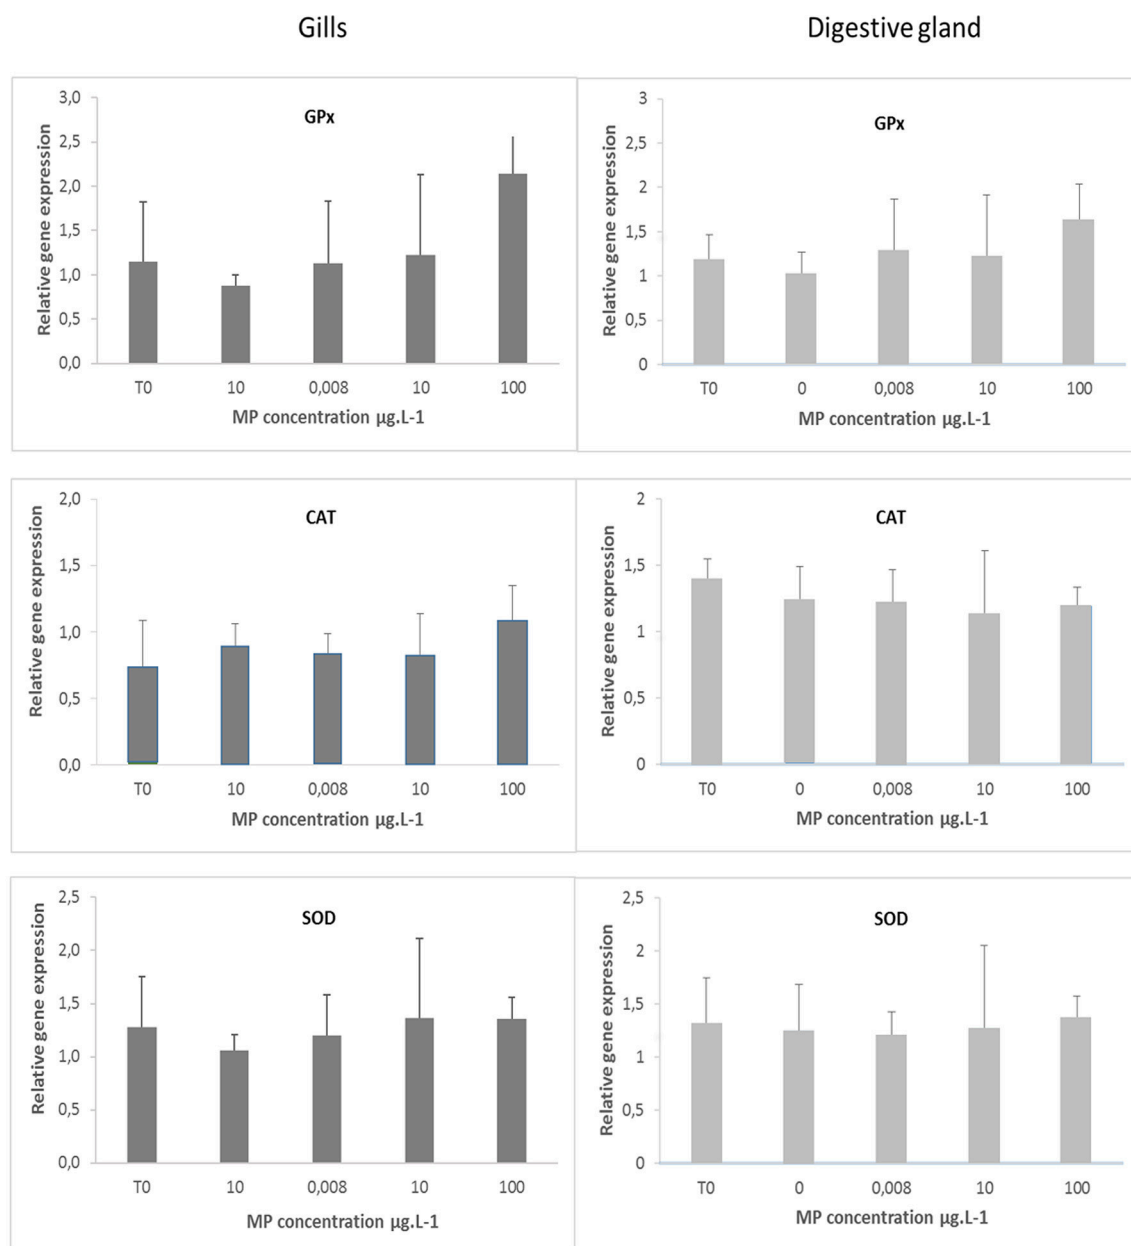 Gills
Digestive gland
GPx
Relative gene expression
3,0
2,5
2,0
1,5
1,0
0,5
0,0
T0 10 0,008 10 100
MP concentration µg.L-1
GPx
Relative gene expression
3
2,5
2
1,5
1
0,5
0
T0 0 0,008 10 100
MP concentration µg.L-1
CAT
Relative gene expression
2,0
1,5
1,0
0,5
0,0
T0 10 0,008 10 100
MP concentration µg.L-1
CAT
Relative gene expression
2
1,5
1
0,5
0
T0 0 0,008 10 100
MP concentration µg.L-1
SOD
Relative gene expression
2,5
2,0
1,5
1,0
0,5
0,0
T0 10 0,008 10 100
MP concentration µg.L-1
SOD
Relative gene expression
2,5
2
1,5
1
0,5
0
T0 0 0,008 10 100
MP concentration µg.L-1